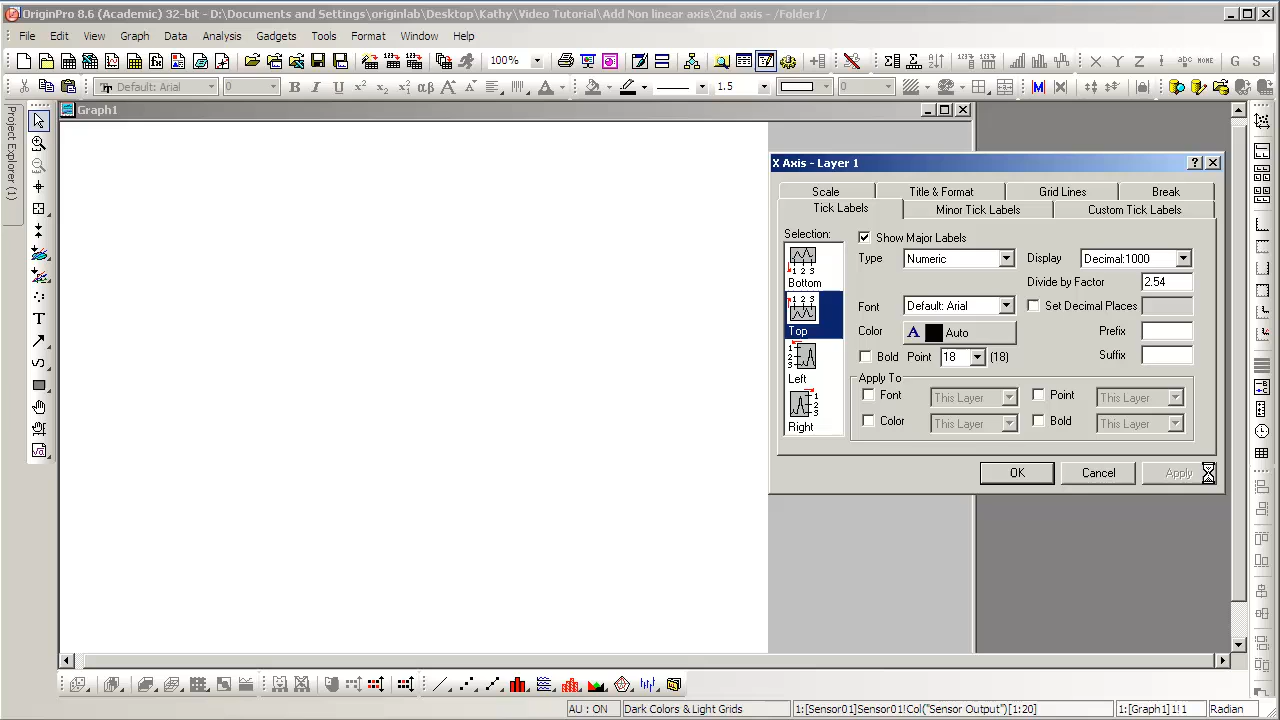 OriginPro 8.6 (Academic) 32-bit - D:\Documents and Settings\originlab\Desktop\Kathy\Video Tutorial\Add Non linear axis\2nd axis - /Folder1/
File Edit View Graph Data Analysis Gadgets Tools Format Window Help
100%
Default: Arial 0 B I U αβ A A A 1.5 0 M
Project Explorer (1)
Graph1
X Axis - Layer 1
Scale Title & Format Grid Lines Break
Tick Labels Minor Tick Labels Custom Tick Labels
Selection:
Bottom
Top
Left
Right
Show Major Labels
Type Numeric Display Decimal:1000
Divide by Factor 2.54
Font Default: Arial Set Decimal Places
Color A Auto Prefix
Bold Point 18 (18) Suffix
Apply To
Font This Layer Point This Layer
Color This Layer Bold This Layer
OK Cancel Apply
AU : ON Dark Colors & Light Grids 1:[Sensor01]Sensor01!Col("Sensor Output")[1:20] 1:[Graph1]1!1 Radian